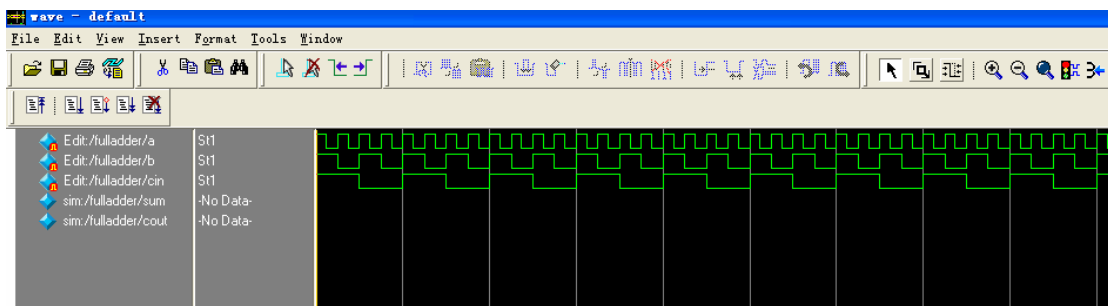 wave - default
File Edit View Insert Format Tools Window
Edit:/fulladder/a St1
Edit:/fulladder/b St1
Edit:/fulladder/cin St1
sim:/fulladder/sum -No Data-
sim:/fulladder/cout -No Data-